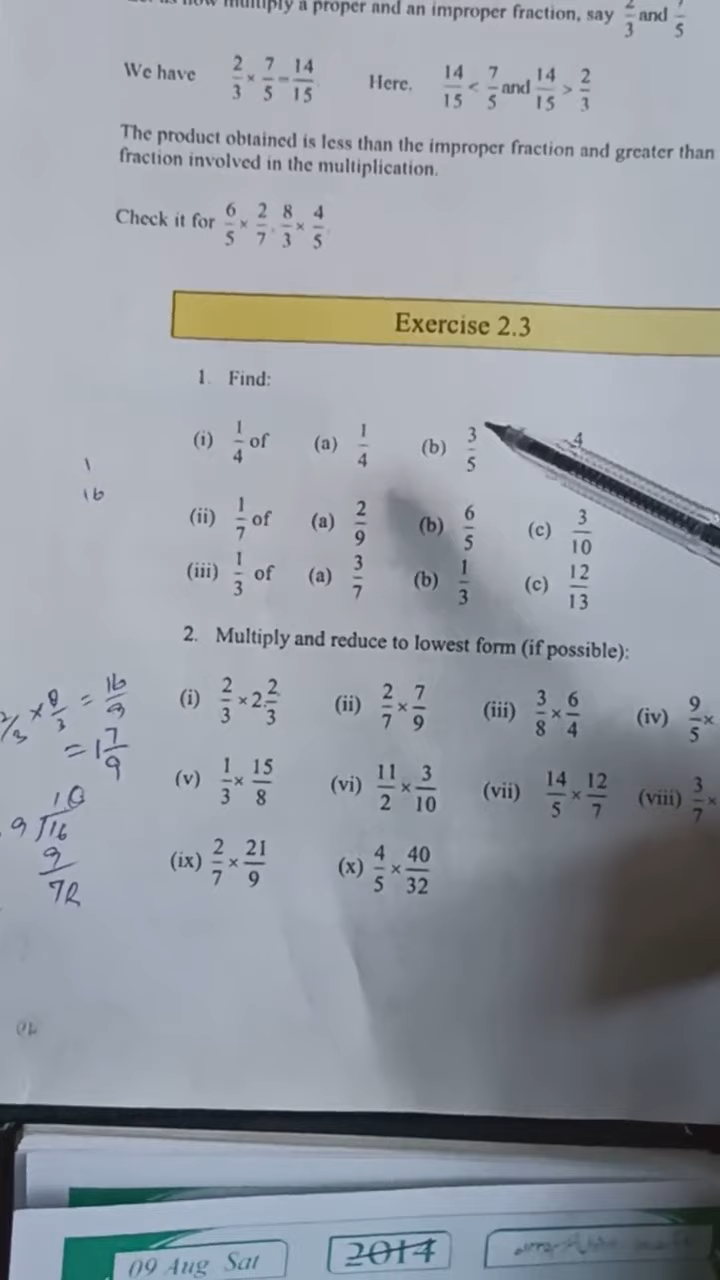 multiply a proper and an improper fraction, say 2/3 and 7/5
We have 2/3 × 7/5 = 14/15 Here, 14/15 < 7/5 and 14/15 > 2/3
The product obtained is less than the improper fraction and greater than
fraction involved in the multiplication.
Check it for 6/5 × 2/7, 8/3 × 4/5.
Exercise 2.3
1. Find:
(i) 1/4 of (a) 1/4 (b) 3/5 4
(ii) 1/7 of (a) 2/9 (b) 6/5 (c) 3/10
(iii) 1/3 of (a) 3/7 (b) 1/3 (c) 12/13
1
16
2. Multiply and reduce to lowest form (if possible):
(i) 2/3 × 2 2/3 (ii) 2/7 × 7/9 (iii) 3/8 × 6/4 (iv) 9/5 ×
(v) 1/3 × 15/8 (vi) 11/2 × 3/10 (vii) 14/5 × 12/7 (viii) 3/7 ×
(ix) 2/7 × 21/9 (x) 4/5 × 40/32
2/3 × 8/3 = 16/9
= 1 7/9
9 16
9
7R
09 Aug Sat 2014